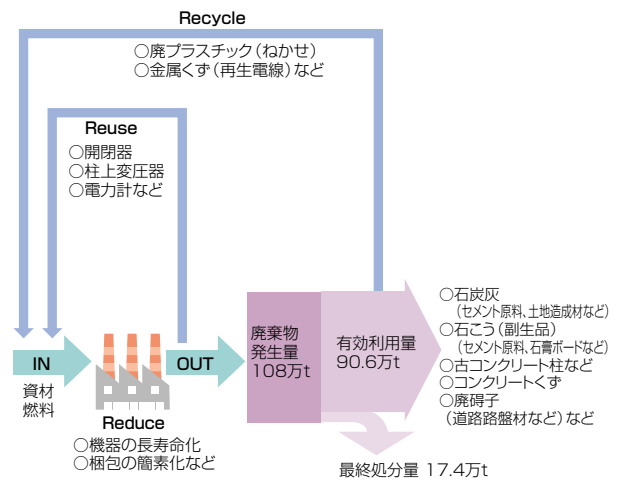 Recycle
○廃プラスチック(ねかせ)
○金属くず(再生電線)など
Reuse
○開閉器
○柱上変圧器
○電力計など
IN
資材
燃料
Reduce
○機器の長寿命化
○梱包の簡素化など
OUT
廃棄物
発生量
108万t
有効利用量
90.6万t
○石炭灰
(セメント原料、土地造成材など)
○石こう(副生品)
(セメント原料、石膏ボードなど)
○古コンクリート柱など
○コンクリートくず
○廃碍子
(道路路盤材など)など
最終処分量 17.4万t